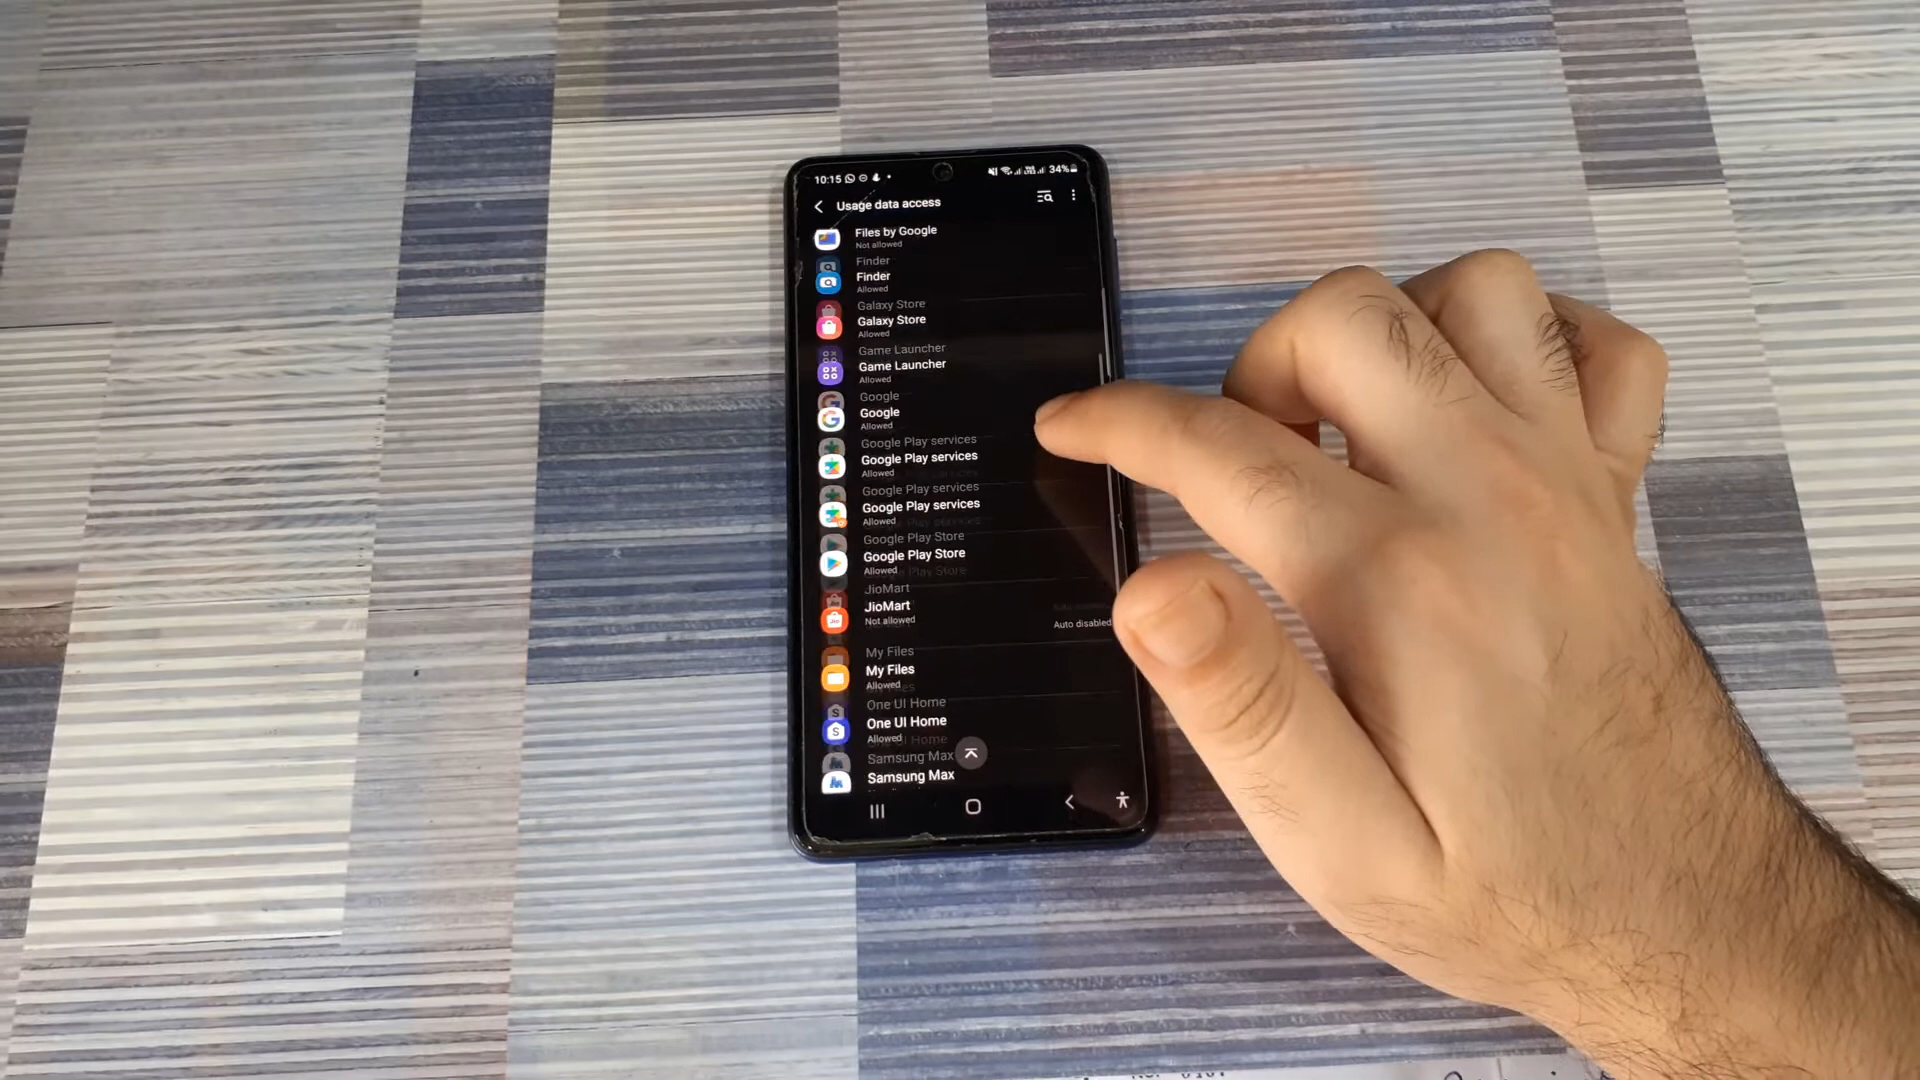 10:15 34%
Usage data access
Files by Google
Not allowed
Finder
Finder
Allowed
Galaxy Store
Galaxy Store
Allowed
Game Launcher
Game Launcher
Allowed
Google
Google
Allowed
Google Play services
Google Play services
Allowed
Google Play services
Google Play services
Allowed
Google Play Store
Google Play Store
Allowed
JioMart
JioMart
Not allowed
Auto disabled
My Files
My Files
Allowed
One UI Home
One UI Home
Allowed
Samsung Max
Samsung Max